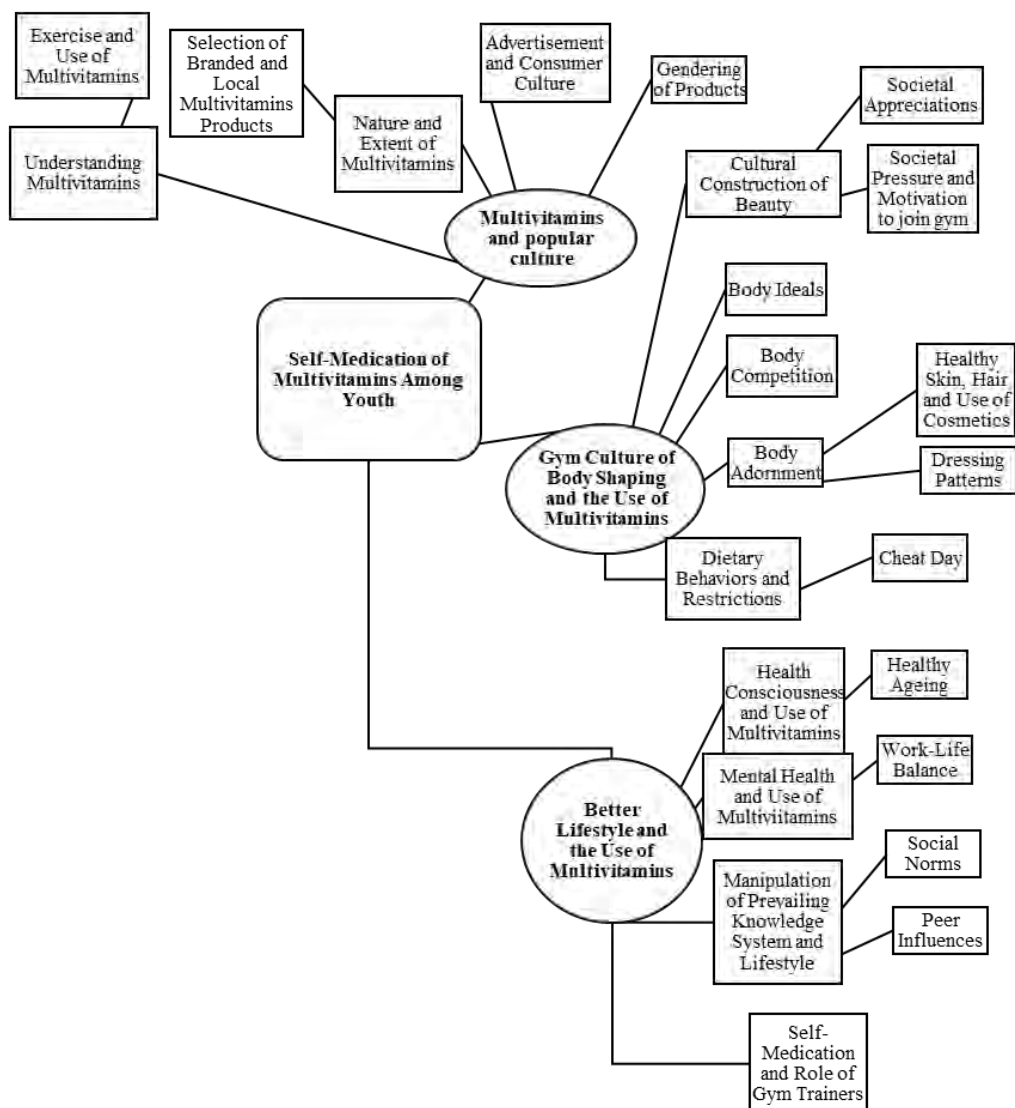 Exercise and
Use of
Multivitamins
Selection of
Branded and
Local
Multivitamins
Products
Advertisement
and Consumer
Culture
Gendering
of Products
Societal
Appreciations
Understanding
Multivitamins
Nature and
Extent of
Multivitamins
Cultural
Construction of
Beauty
Societal
Pressure and
Motivation
to join gym
Multivitamins
and popular
culture
Body Ideals
Self-Medication of
Multivitamins Among
Youth
Body
Competition
Healthy
Skin, Hair
and Use of
Cosmetics
Gym Culture of
Body Shaping
and the Use of
Multivitamins
Body
Adornment
Dressing
Patterns
Dietary
Behaviors and
Restrictions
Cheat Day
Health
Consciousness
and Use of
Multivitamins
Healthy
Ageing
Mental Health
and Use of
Multiviitamins
Work-Life
Balance
Better
Lifestyle and
the Use of
Multivitamins
Manipulation
of Prevailing
Knowledge
System and
Lifestyle
Social
Norms
Peer
Influences
Self-
Medication
and Role of
Gym Trainers